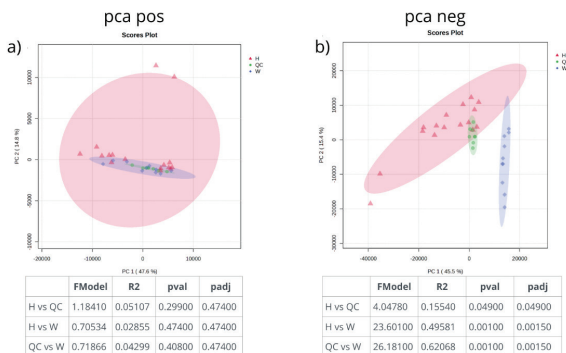 pca pos
pca neg
a)
Scores Plot
H
QC
W
PC 2 ( 14.8 %)
10000
5000
0
-5000
-10000
-20000 -10000 0 10000
PC 1 ( 47.6 %)
FModel R2 pval padj
H vs QC 1.18410 0.05107 0.29900 0.47400
H vs W 0.70534 0.02855 0.47400 0.47400
QC vs W 0.71866 0.04299 0.40800 0.47400
b)
Scores Plot
H
QC
W
PC 2 ( 15.4 %)
20000
10000
0
-10000
-20000
-30000
-40000 -20000 0 20000
PC 1 ( 45.5 %)
FModel R2 pval padj
H vs QC 4.04780 0.15540 0.04900 0.04900
H vs W 23.60100 0.49581 0.00100 0.00150
QC vs W 26.18100 0.62068 0.00100 0.00150